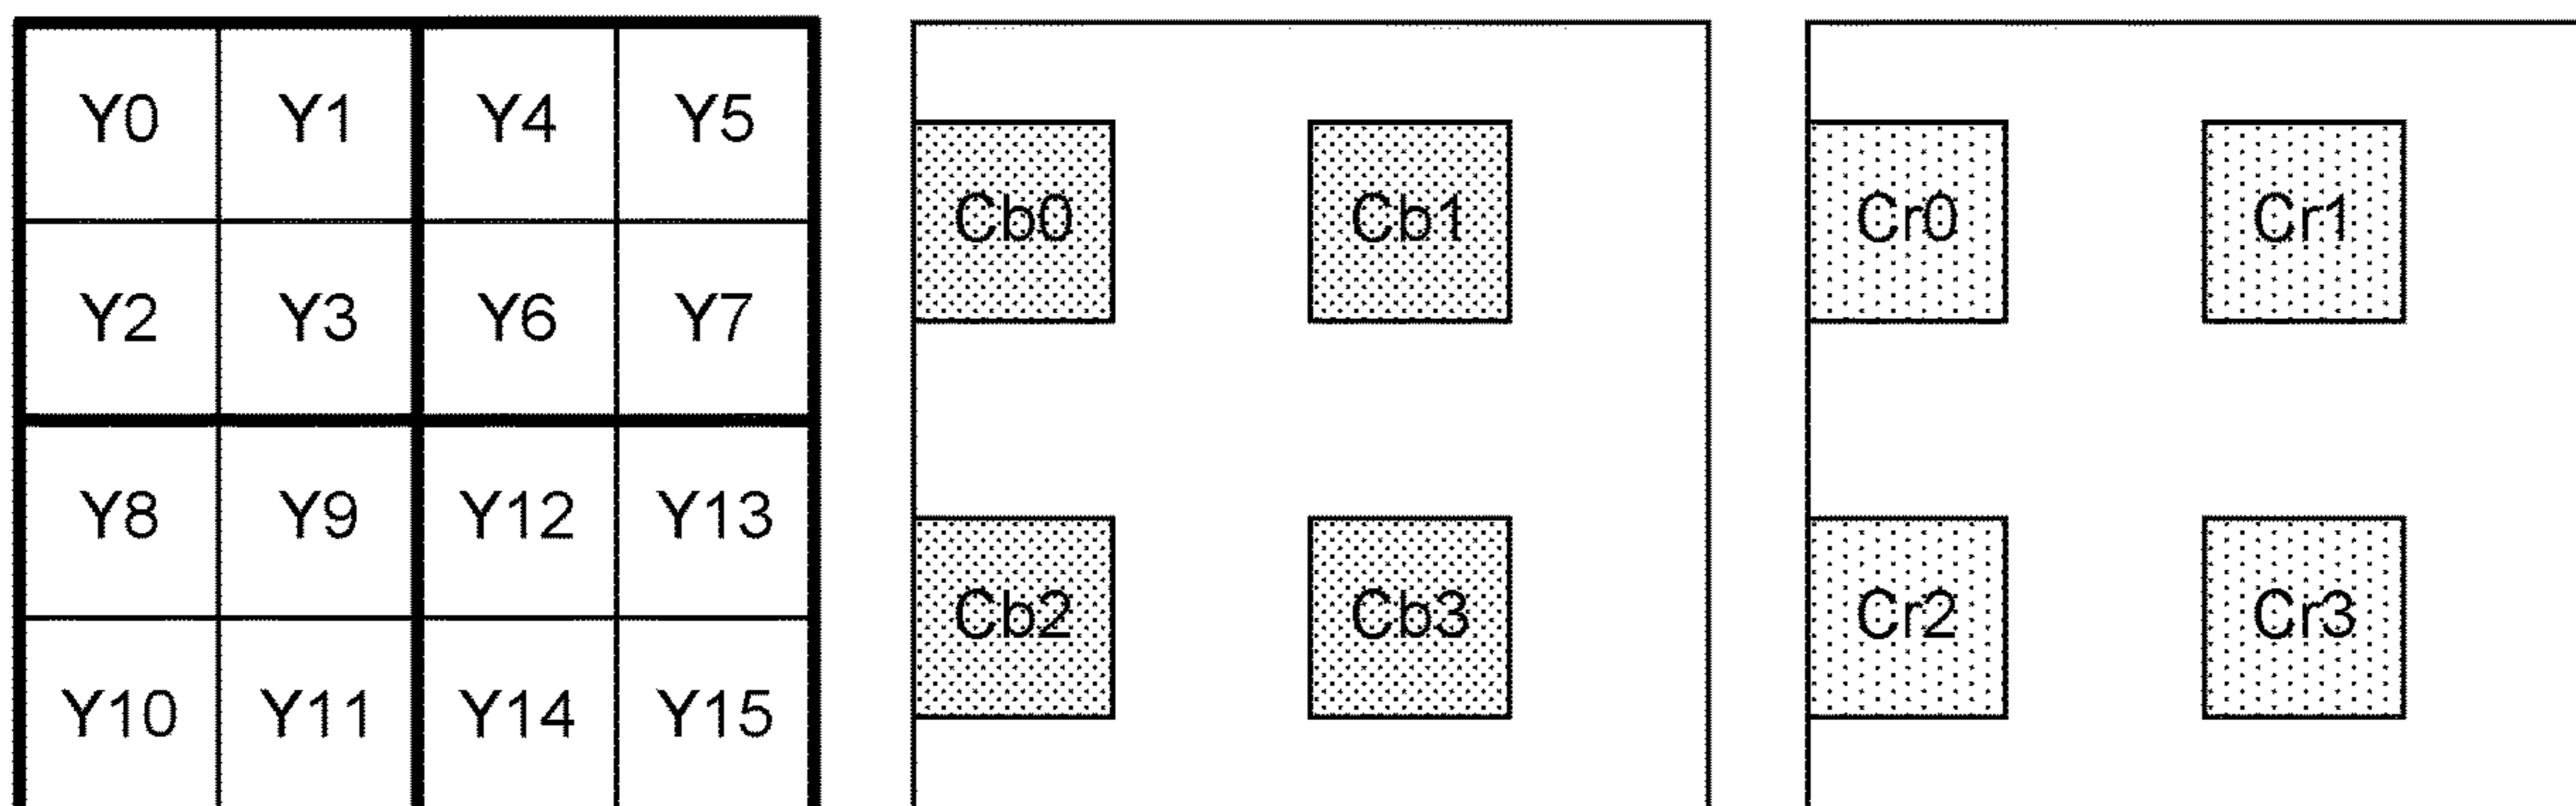 Y0 Y1 Y4 Y5
Cb0 Cb1 Cr0 Cr1
Y2 Y3 Y6 Y7
Y8 Y9 Y12 Y13
Cb2 Cb3 Cr2 Cr3
Y10 Y11 Y14 Y15